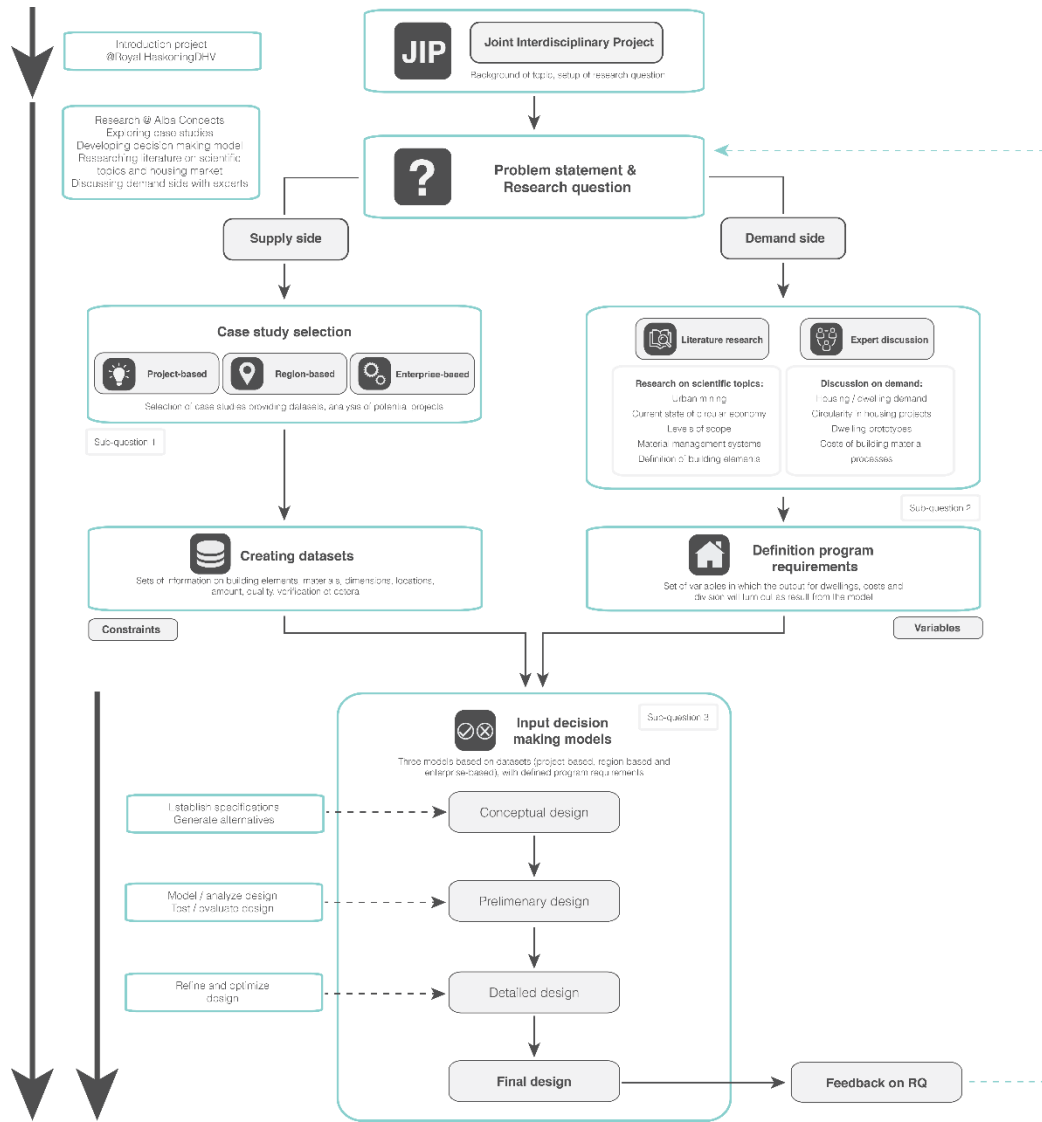 Introduction project
@Royal HaskoningDHV
JIP
Joint Interdisciplinary Project
Background of topic, setup of research question
Research @ Alba Concepts
Exploring case studies
Developing decision making model
Researching literature on scientific
topics and housing market
Discussing demand side with experts
?
Problem statement &
Research question
Supply side
Demand side
Case study selection
Project-based
Region-based
Enterprise-based
Selection of case studies providing datasets, analysis of potential projects
Sub-question 1
Literature research
Expert discussion
Research on scientific topics:
Urban mining
Current state of circular economy
Levels of scope
Material management systems
Definition of building elements
Discussion on demand:
Housing / dwelling demand
Circularity in housing projects
Dwelling prototypes
Costs of building material
processes
Sub-question 2
Creating datasets
Sets of information on building elements, materials, dimensions, locations,
amount, quality, verification et cetera
Constraints
Definition program
requirements
Set of variables in which the output for dwellings, costs and
division will turn out as result from the model
Variables
Input decision
making models
Sub-question 3
Three models based on datasets (project-based, region-based and
enterprise-based), with defined program requirements
Establish specifications
Generate alternatives
Conceptual design
Model / analyze design
Test / evaluate design
Prelimenary design
Refine and optimize
design
Detailed design
Final design
Feedback on RQ